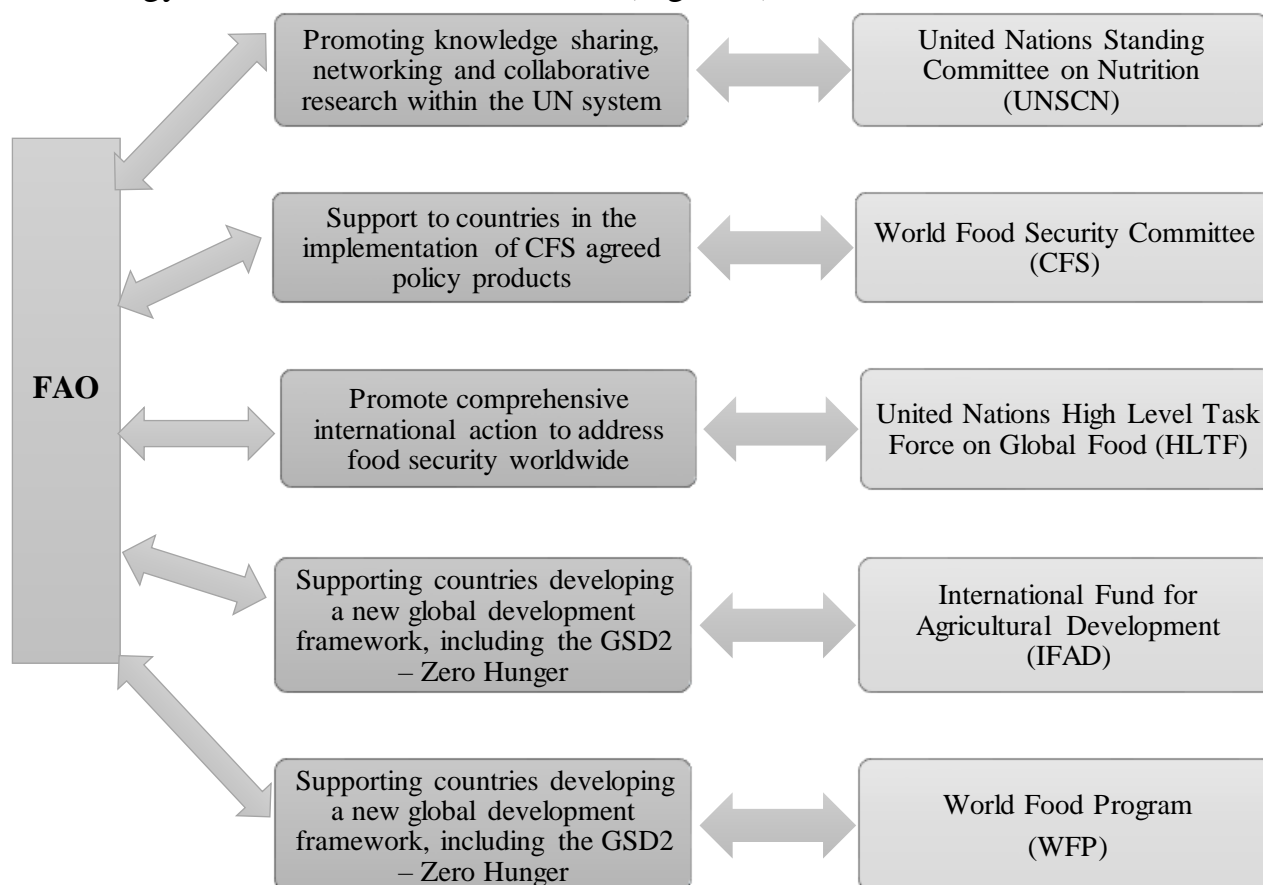 Promoting knowledge sharing,
networking and collaborative
research within the UN system
United Nations Standing
Committee on Nutrition
(UNSCN)
Support to countries in the
implementation of CFS agreed
policy products
World Food Security Committee
(CFS)
FAO
Promote comprehensive
international action to address
food security worldwide
United Nations High Level Task
Force on Global Food (HLTF)
Supporting countries developing
a new global development
framework, including the GSD2
– Zero Hunger
International Fund for
Agricultural Development
(IFAD)
Supporting countries developing
a new global development
framework, including the GSD2
– Zero Hunger
World Food Program
(WFP)